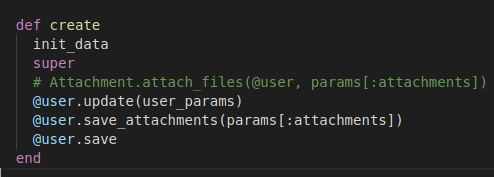 def create
init_data
super
# Attachment.attach_files(@user, params[:attachments])
@user.update(user_params)
@user.save_attachments(params[:attachments])
@user.save
end